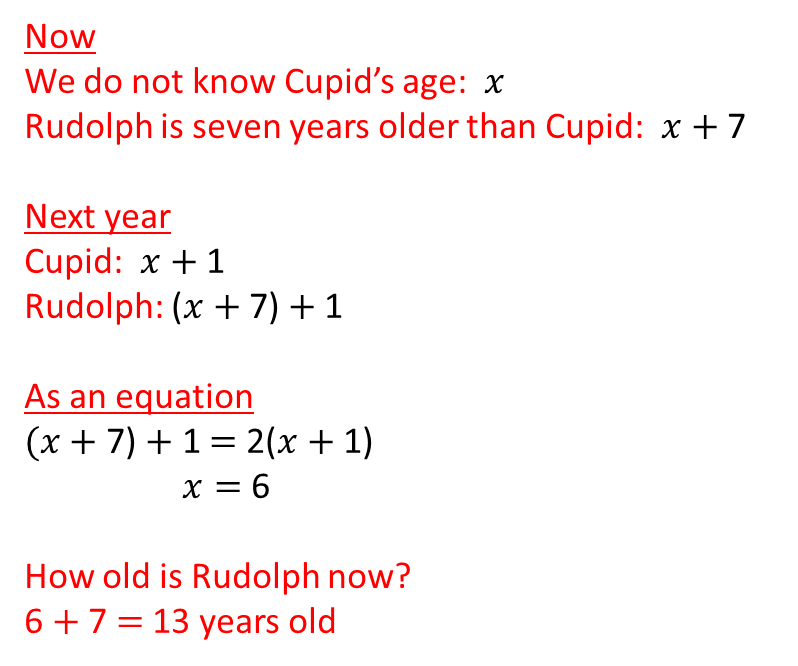 Now
We do not know Cupid’s age: x
Rudolph is seven years older than Cupid: x + 7
Next year
Cupid: x + 1
Rudolph: (x + 7) + 1
As an equation
(x + 7) + 1 = 2(x + 1)
x = 6
How old is Rudolph now?
6 + 7 = 13 years old